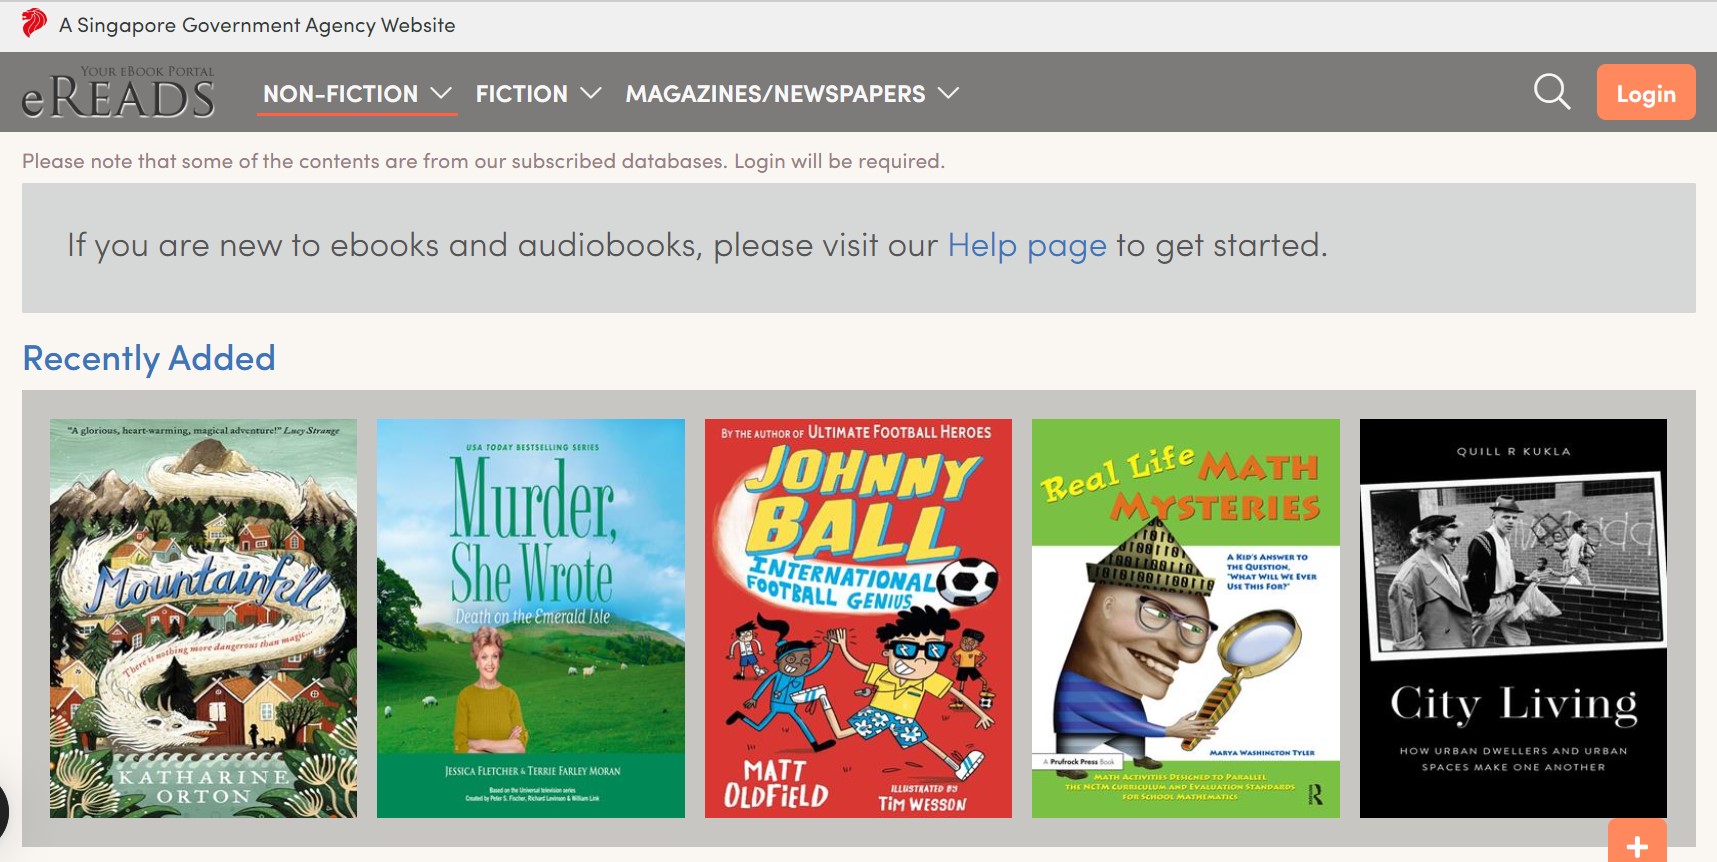 A Singapore Government Agency Website
YOUR EBOOK PORTAL
eREADS
NON-FICTION
FICTION
MAGAZINES/NEWSPAPERS
Login
Please note that some of the contents are from our subscribed databases. Login will be required.
If you are new to ebooks and audiobooks, please visit our Help page to get started.
Recently Added
"A glorious, heart-warming, magical adventure!" Lucy Strange
Mountainfell
There is nothing more dangerous than magic...
KATHARINE
ORTON
USA TODAY BESTSELLING SERIES
Murder,
She Wrote
Death on the Emerald Isle
JESSICA FLETCHER & TERRIE FARLEY MORAN
Based on the Universal television series
Created by Peter S. Fischer, Richard Levinson & William Link
BY THE AUTHOR OF ULTIMATE FOOTBALL HEROES
JOHNNY
BALL
INTERNATIONAL
FOOTBALL GENIUS
MATT
OLDFIELD
ILLUSTRATED BY
TIM WESSON
Real Life MATH
MYSTERIES
A KID'S ANSWER TO
THE QUESTION,
"WHAT WILL WE EVER
USE THIS FOR?"
MARYA WASHINGTON TYLER
A Prufrock Press Book
MATH ACTIVITIES DESIGNED TO PARALLEL
THE NCTM CURRICULUM AND EVALUATION STANDARDS
FOR SCHOOL MATHEMATICS
QUILL R KUKLA
City Living
HOW URBAN DWELLERS AND URBAN
SPACES MAKE ONE ANOTHER
+